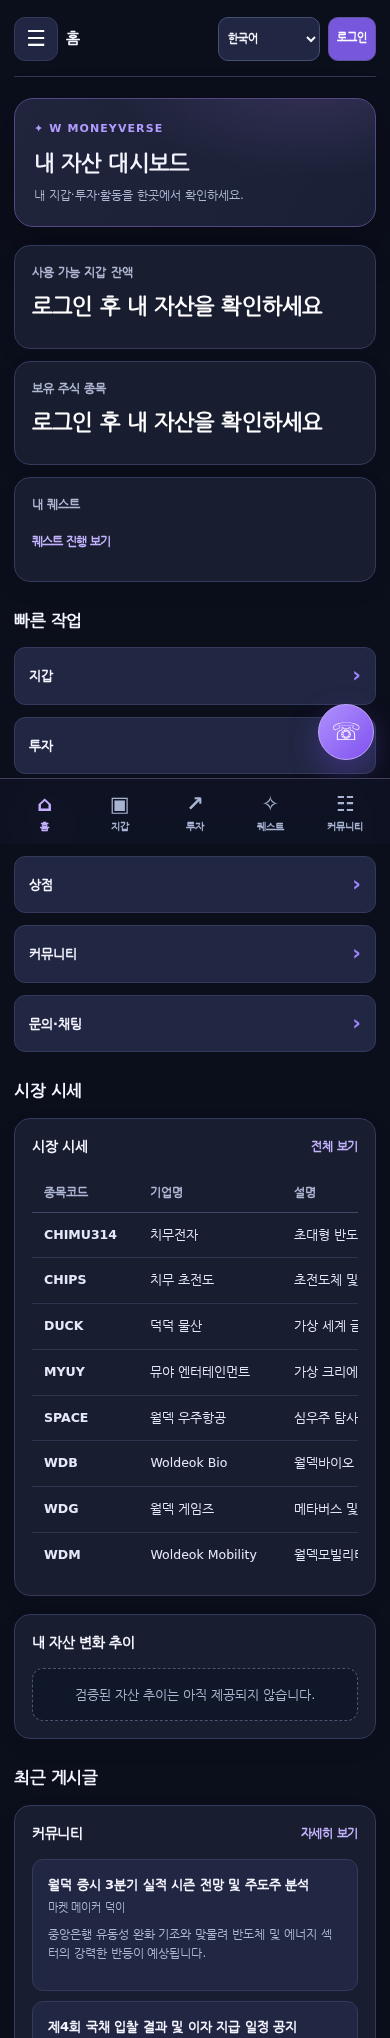 홈
한국어
로그인
W MONEYVERSE
내 자산 대시보드
내 지갑·투자·활동을 한곳에서 확인하세요.
사용 가능 지갑 잔액
로그인 후 내 자산을 확인하세요
보유 주식 종목
로그인 후 내 자산을 확인하세요
내 퀘스트
퀘스트 진행 보기
빠른 작업
지갑
투자
홈
지갑
투자
퀘스트
커뮤니티
상점
커뮤니티
문의·채팅
시장 시세
시장 시세
전체 보기
종목코드 기업명 설명
CHIMU314 치무전자 초대형 반도
CHIPS 치무 초전도 초전도체 및
DUCK 덕덕 물산 가상 세계 글
MYUY 뮤야 엔터테인먼트 가상 크리에
SPACE 월덕 우주항공 심우주 탐사
WDB Woldeok Bio 월덕바이오
WDG 월덕 게임즈 메타버스 및
WDM Woldeok Mobility 월덕모빌리티
내 자산 변화 추이
검증된 자산 추이는 아직 제공되지 않습니다.
최근 게시글
커뮤니티
자세히 보기
월덕 증시 3분기 실적 시즌 전망 및 주도주 분석
마켓 메이커 덕이
중앙은행 유동성 완화 기조와 맞물려 반도체 및 에너지 섹
터의 강력한 반등이 예상됩니다.
제4회 국채 입찰 결과 및 이자 지급 일정 공지